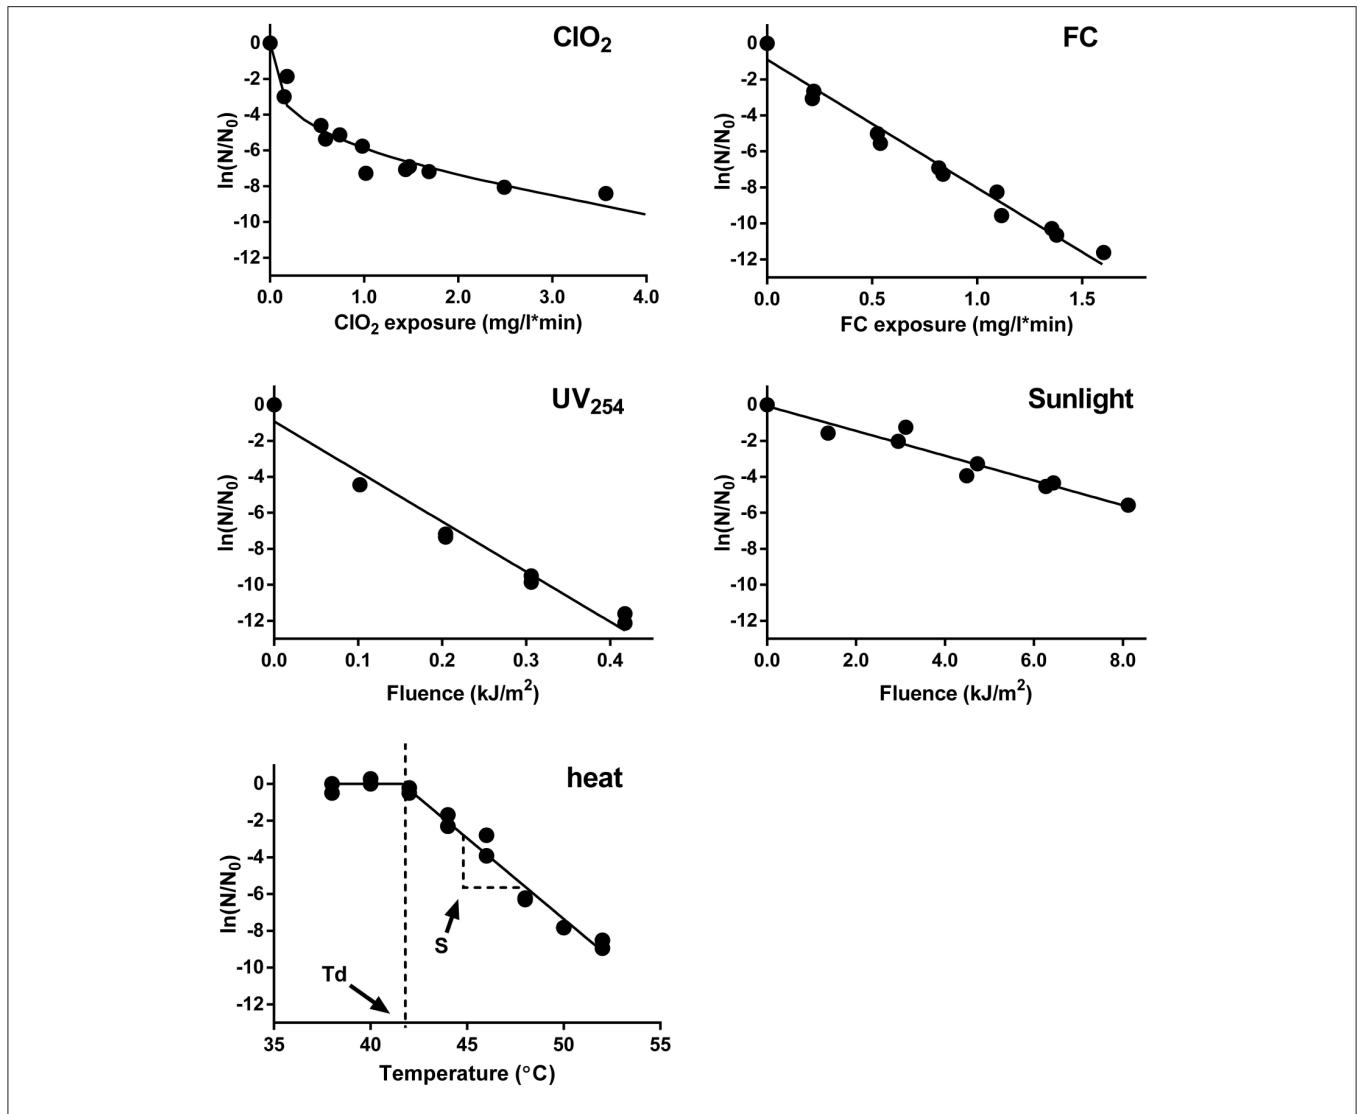 ClO2
0
-2
-4
-6
-8
-10
-12
ln(N/N0)
0.0 1.0 2.0 3.0 4.0
ClO2 exposure (mg/l*min)
FC
0
-2
-4
-6
-8
-10
-12
ln(N/N0)
0.0 0.5 1.0 1.5
FC exposure (mg/l*min)
UV254
0
-2
-4
-6
-8
-10
-12
ln(N/N0)
0.0 0.1 0.2 0.3 0.4
Fluence (kJ/m2)
Sunlight
0
-2
-4
-6
-8
-10
-12
ln(N/N0)
0.0 2.0 4.0 6.0 8.0
Fluence (kJ/m2)
heat
0
-2
-4
-6
-8
-10
-12
ln(N/N0)
S
Td
35 40 45 50 55
Temperature (°C)